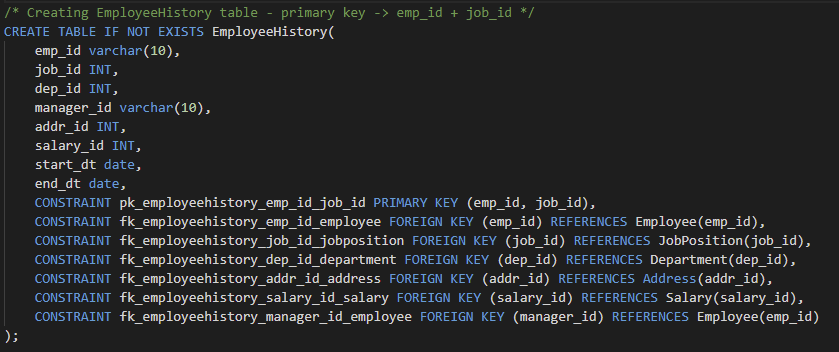 /* Creating EmployeeHistory table - primary key -> emp_id + job_id */
CREATE TABLE IF NOT EXISTS EmployeeHistory(
    emp_id varchar(10),
    job_id INT,
    dep_id INT,
    manager_id varchar(10),
    addr_id INT,
    salary_id INT,
    start_dt date,
    end_dt date,
    CONSTRAINT pk_employeehistory_emp_id_job_id PRIMARY KEY (emp_id, job_id),
    CONSTRAINT fk_employeehistory_emp_id_employee FOREIGN KEY (emp_id) REFERENCES Employee(emp_id),
    CONSTRAINT fk_employeehistory_job_id_jobposition FOREIGN KEY (job_id) REFERENCES JobPosition(job_id),
    CONSTRAINT fk_employeehistory_dep_id_department FOREIGN KEY (dep_id) REFERENCES Department(dep_id),
    CONSTRAINT fk_employeehistory_addr_id_address FOREIGN KEY (addr_id) REFERENCES Address(addr_id),
    CONSTRAINT fk_employeehistory_salary_id_salary FOREIGN KEY (salary_id) REFERENCES Salary(salary_id),
    CONSTRAINT fk_employeehistory_manager_id_employee FOREIGN KEY (manager_id) REFERENCES Employee(emp_id)
);